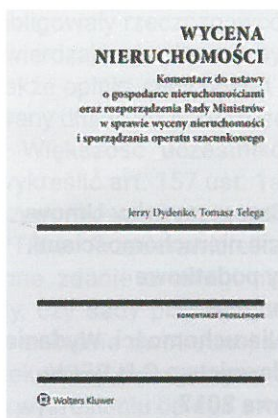 WYCENA
NIERUCHOMOŚCI
Komentarz do ustawy
o gospodarce nieruchomościami
oraz rozporządzenia Rady Ministrów
w sprawie wyceny nieruchomości
i sporządzania operatu szacunkowego
Jerzy Dydenko, Tomasz Telega
KOMENTARZE PROBLEMOWE
Wolters Kluwer